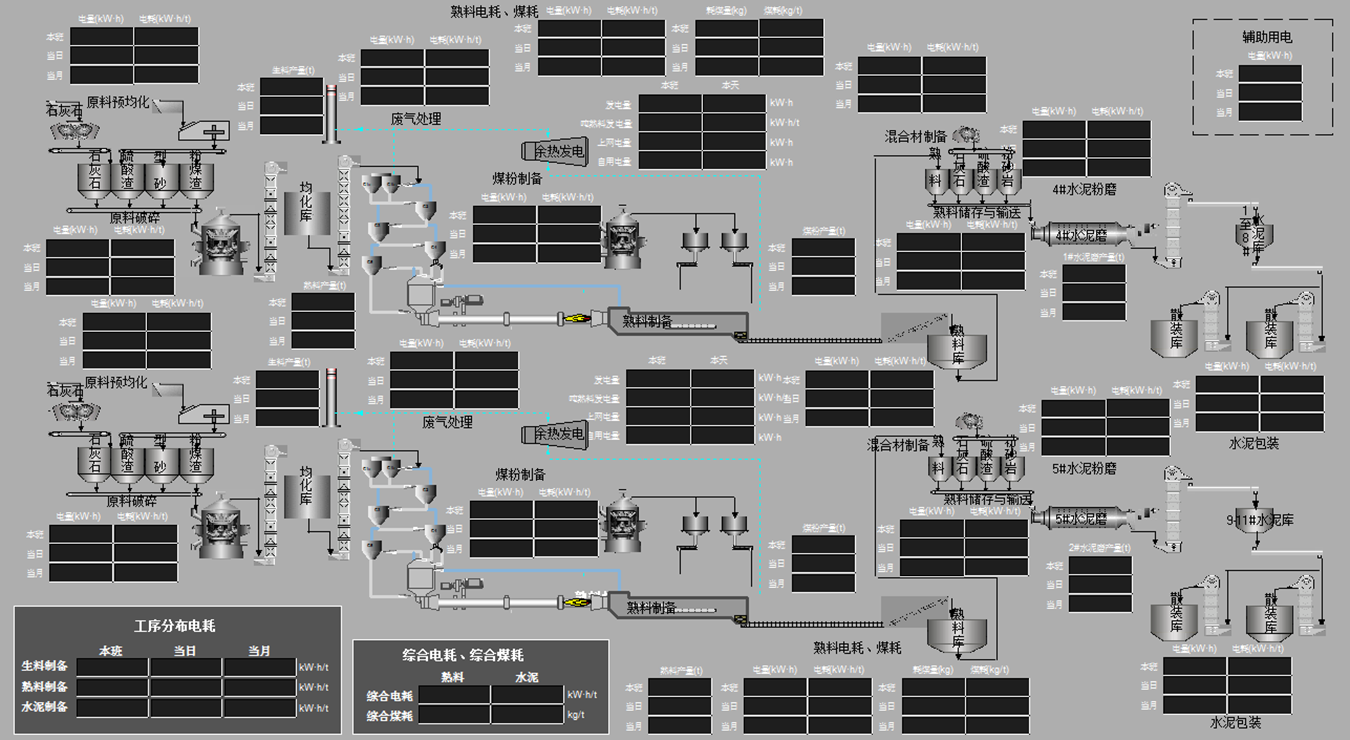 熟料电耗、煤耗
电量(kW·h) 电耗(kW·h/t)
本班
当日
当月
电量(kW·h) 电耗(kW·h/t)
本班
当日
当月
电量(kW·h) 电耗(kW·h/t)
耗煤量(kg) 煤耗(kg/t)
本班
当日
当月
电量(kW·h) 电耗(kW·h/t)
本班
当日
当月
辅助用电
电量(kW·h)
本班
当日
当月
生料产量(t)
本班
当日
当月
石灰石
原料预均化
废气处理
余热发电
本班 本天
发电量 kW·h
吨熟料发电量 kW·h/t
上网电量 kW·h
自用电量 kW·h
混合材制备
电量(kW·h) 电耗(kW·h/t)
本班
当日
当月
4#水泥粉磨
石灰石
硫酸渣
型砂
粉煤渣
原料破碎
均化库
煤粉制备
电量(kW·h) 电耗(kW·h/t)
本班
当日
当月
熟料
石灰石
硫酸渣
粉砂岩
熟料储存与输送
4#水泥磨
1至8#
水泥库
电量(kW·h) 电耗(kW·h/t)
本班
当日
当月
煤粉产量(t)
本班
当日
当月
电量(kW·h) 电耗(kW·h/t)
本班
当日
当月
1#水泥磨产量(t)
本班
当日
当月
散装库
散装库
电量(kW·h) 电耗(kW·h/t)
本班
当日
当月
熟料产量(t)
本班
当日
当月
熟料制备
熟料库
生料产量(t)
本班
当日
当月
石灰石
原料预均化
电量(kW·h) 电耗(kW·h/t)
本班
当日
当月
废气处理
余热发电
本班 本天
发电量 kW·h
吨熟料发电量 kW·h/
上网电量 kW·h
自用电量 kW·h
电量(kW·h) 电耗(kW·h/t)
本班
当日
当月
混合材制备
电量(kW·h) 电耗(kW·h/t)
本班
当日
当月
5#水泥粉磨
电量(kW·h) 电耗(kW·h/t)
本班
当日
当月
水泥包装
石灰石
硫酸渣
型砂
粉煤渣
原料破碎
均化库
煤粉制备
电量(kW·h) 电耗(kW·h/t)
本班
当日
当月
熟料
石灰石
硫酸渣
粉砂岩
熟料储存与输送
5#水泥磨
9-11#水泥库
电量(kW·h) 电耗(kW·h/t)
本班
当日
当月
煤粉产量(t)
本班
当日
当月
电量(kW·h) 电耗(kW·h/t)
本班
当日
当月
2#水泥磨产量(t)
本班
当日
当月
散装库
散装库
熟料制备
熟料库
工序分布电耗
本班 当日 当月
生料制备 kW·h/t
熟料制备 kW·h/t
水泥制备 kW·h/t
综合电耗、综合煤耗
熟料 水泥
综合电耗 kW·h/t
综合煤耗 kg/t
熟料电耗、煤耗
熟料产量(t)
本班
当日
当月
电量(kW·h) 电耗(kW·h/t)
本班
当日
当月
耗煤量(kg) 煤耗(kg/t)
本班
当日
当月
电量(kW·h) 电耗(kW·h/t)
本班
当日
当月
水泥包装